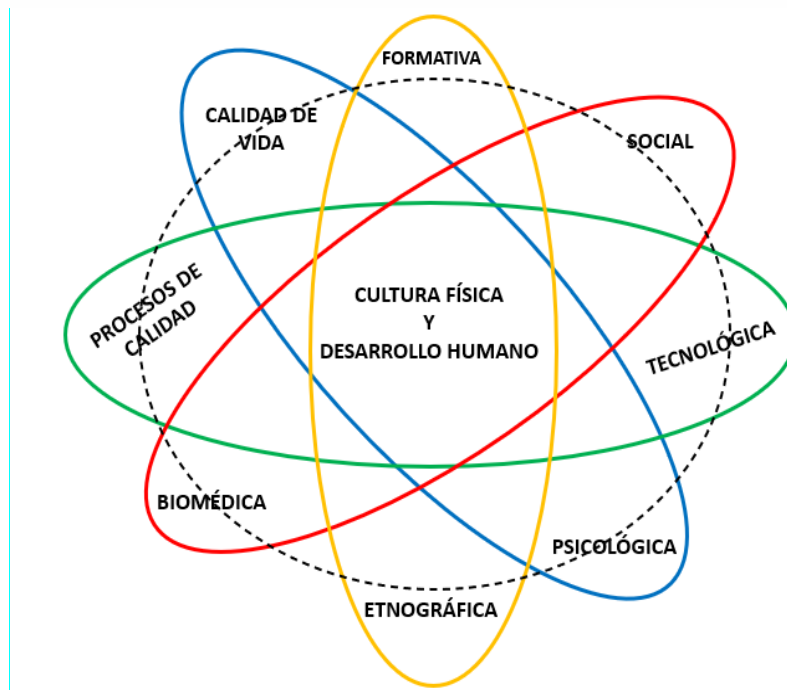 FORMATIVA
CALIDAD DE
VIDA
SOCIAL
PROCESOS DE
CALIDAD
CULTURA FÍSICA
Y
DESARROLLO HUMANO
TECNOLÓGICA
BIOMÉDICA
PSICOLÓGICA
ETNOGRÁFICA